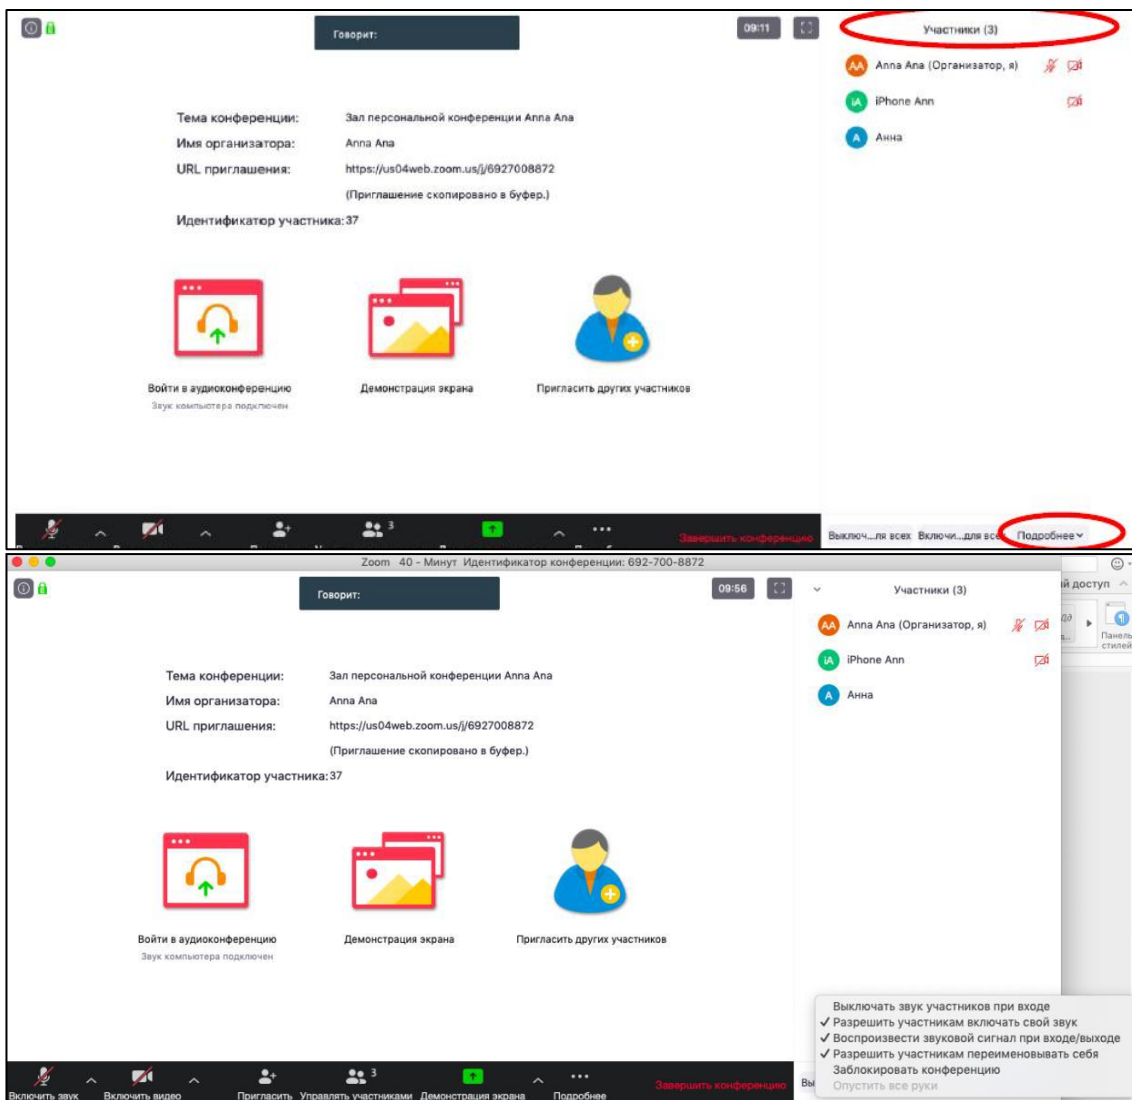 Говорит:
09:11
Участники (3)
AA Anna Ana (Организатор, я)
iA iPhone Ann
А Анна
Тема конференции: Зал персональной конференции Anna Ana
Имя организатора: Anna Ana
URL приглашения: https://us04web.zoom.us/j/6927008872
(Приглашение скопировано в буфер.)
Идентификатор участника: 37
Войти в аудиоконференцию
Звук компьютера подключен
Демонстрация экрана
Пригласить других участников
3
Завершить конференцию
Выключ...ля всех Включи...для всех Подробнее
Zoom 40 - Минут Идентификатор конференции: 692-700-8872
Говорит:
09:56
Участники (3)
й доступ
AA Anna Ana (Организатор, я)
iA iPhone Ann
А Анна
Панель
стилей
Тема конференции: Зал персональной конференции Anna Ana
Имя организатора: Anna Ana
URL приглашения: https://us04web.zoom.us/j/6927008872
(Приглашение скопировано в буфер.)
Идентификатор участника: 37
Войти в аудиоконференцию
Звук компьютера подключен
Демонстрация экрана
Пригласить других участников
Выключать звук участников при входе
✓ Разрешить участникам включать свой звук
✓ Воспроизвести звуковой сигнал при входе/выходе
✓ Разрешить участникам переименовывать себя
Заблокировать конференцию
Опустить все руки
3
Включить звук Включить видео Пригласить Управлять участниками Демонстрация экрана Подробнее
Завершить конференцию
Вы